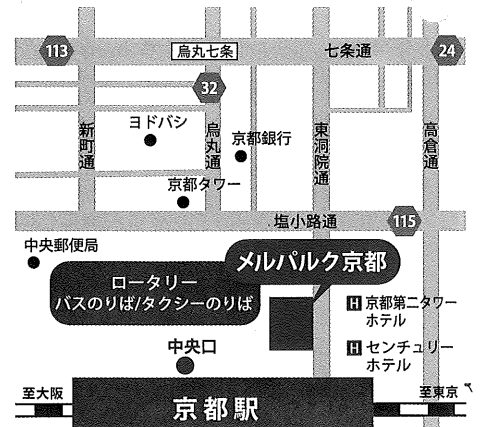 113
烏丸七条
七条通
24
32
新町通
ヨドバシ
烏丸通
京都銀行
東洞院通
高倉通
京都タワー
塩小路通
115
中央郵便局
メルパルク京都
ロータリー
バスのりば/タクシーのりば
H 京都第二タワー
ホテル
中央口
H センチュリー
ホテル
至大阪
京都駅
至東京